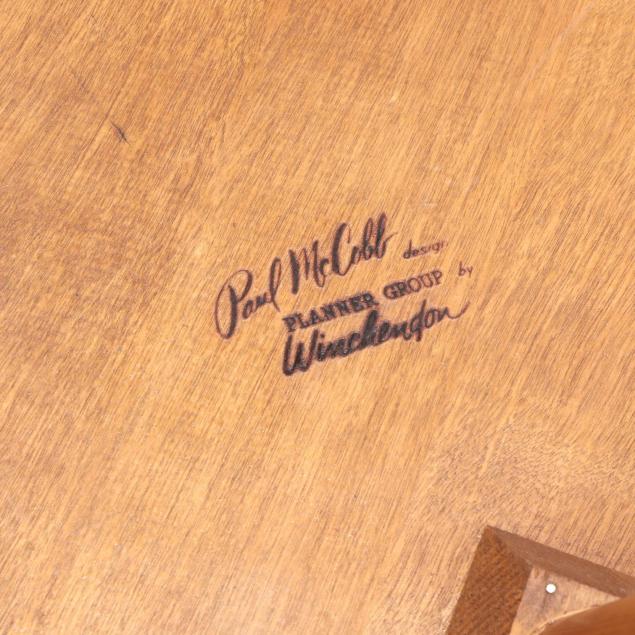 Paul McCobb design
PLANNER GROUP by
Winchendon